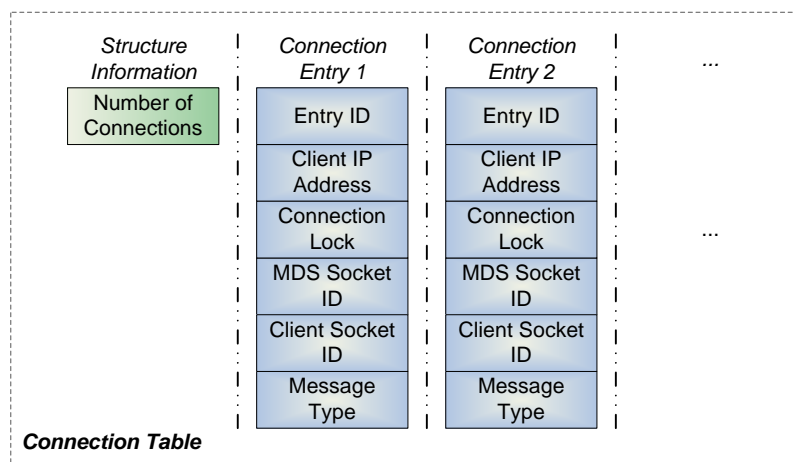 Structure
Information
Number of
Connections
Connection
Entry 1
Entry ID
Client IP
Address
Connection
Lock
MDS Socket
ID
Client Socket
ID
Message
Type
Connection
Entry 2
Entry ID
Client IP
Address
Connection
Lock
MDS Socket
ID
Client Socket
ID
Message
Type
...
...
Connection Table